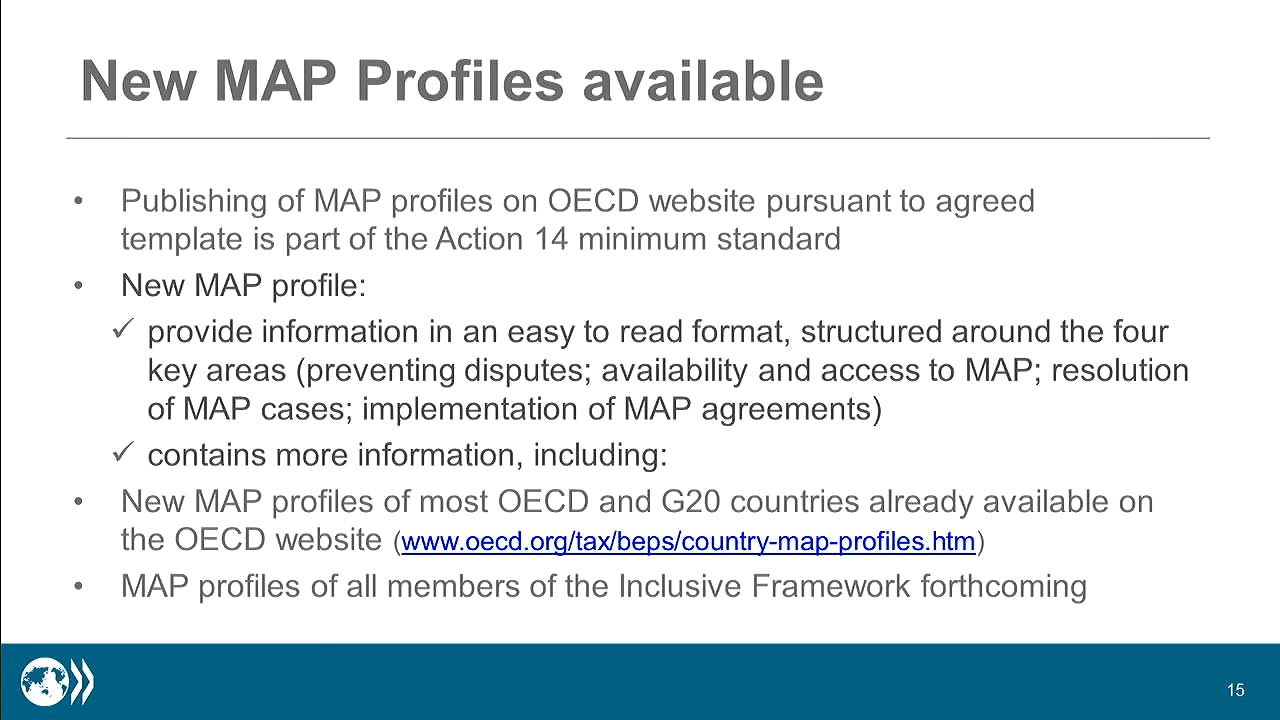 New MAP Profiles available
• Publishing of MAP profiles on OECD website pursuant to agreed
template is part of the Action 14 minimum standard
• New MAP profile:
✓ provide information in an easy to read format, structured around the four
key areas (preventing disputes; availability and access to MAP; resolution
of MAP cases; implementation of MAP agreements)
✓ contains more information, including:
• New MAP profiles of most OECD and G20 countries already available on
the OECD website (www.oecd.org/tax/beps/country-map-profiles.htm)
• MAP profiles of all members of the Inclusive Framework forthcoming
15